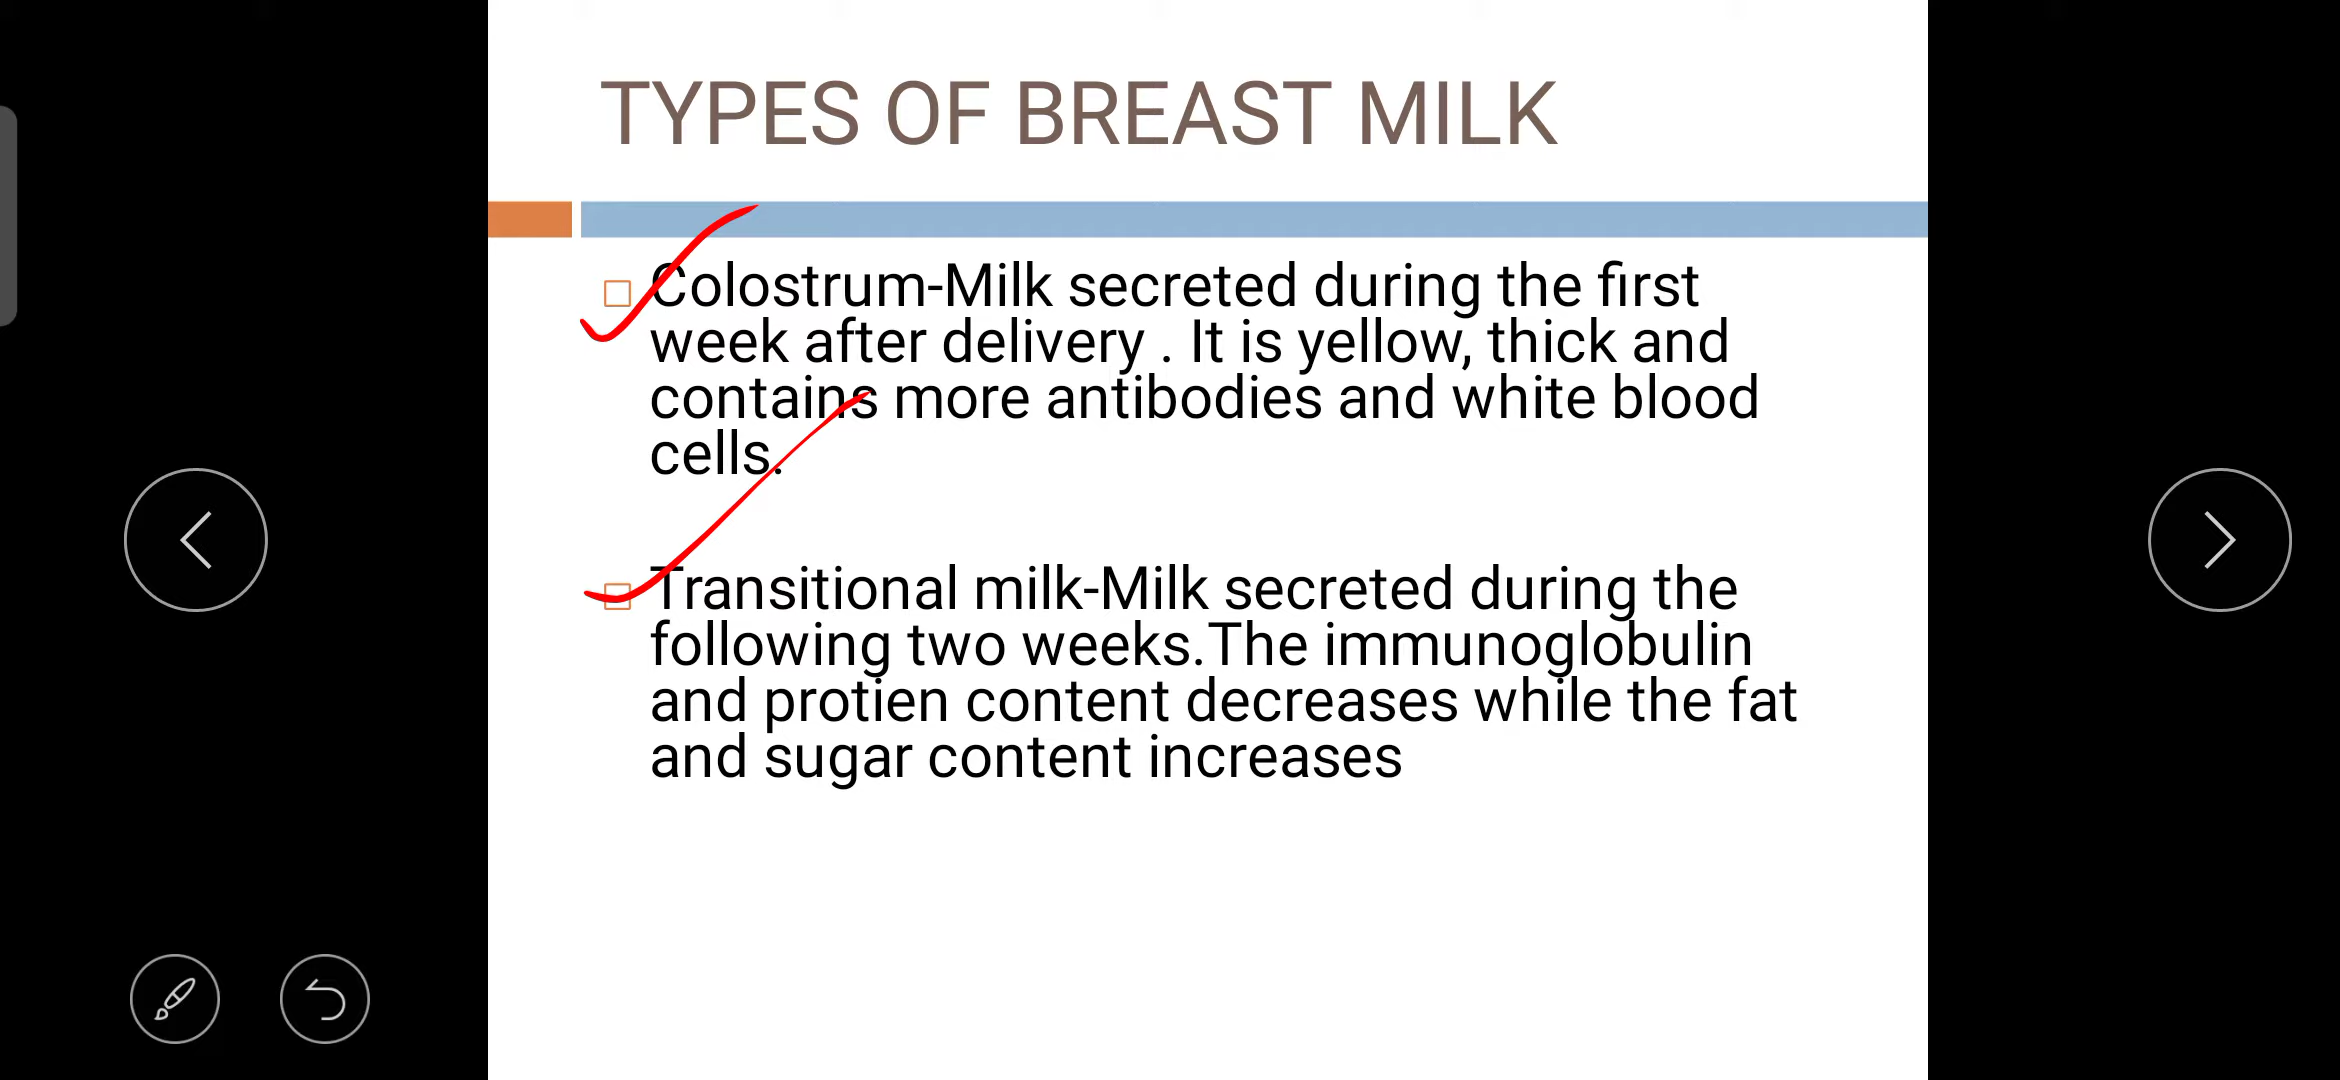 TYPES OF BREAST MILK
Colostrum-Milk secreted during the first
week after delivery . It is yellow, thick and
contains more antibodies and white blood
cells.
Transitional milk-Milk secreted during the
following two weeks.The immunoglobulin
and protien content decreases while the fat
and sugar content increases